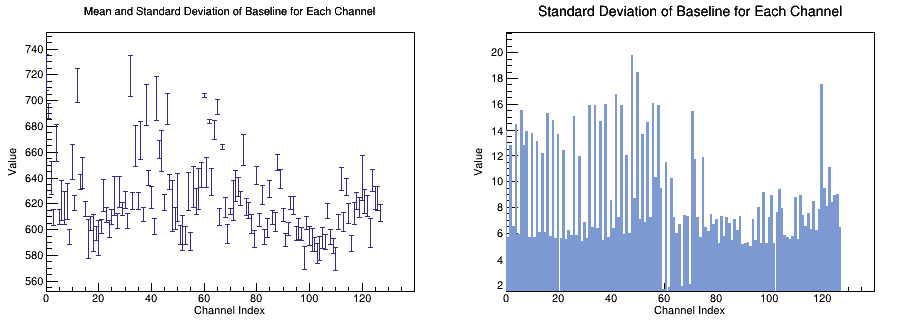 Mean and Standard Deviation of Baseline for Each Channel
Value
740
720
700
680
660
640
620
600
580
560
0 20 40 60 80 100 120
Channel Index
Standard Deviation of Baseline for Each Channel
Value
20
18
16
14
12
10
8
6
4
2
0 20 40 60 80 100 120
Channel Index